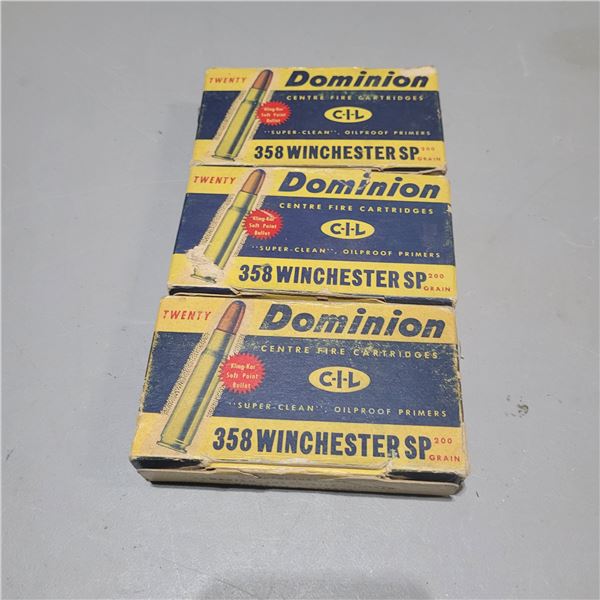 TWENTY
Dominion
CENTRE FIRE CARTRIDGES
Kling-Kor
Soft Point
Bullet
C-I-L
"SUPER-CLEAN", OILPROOF PRIMERS
358 WINCHESTER SP 200
GRAIN
TWENTY
Dominion
CENTRE FIRE CARTRIDGES
Kling-Kor
Soft Point
Bullet
C-I-L
"SUPER-CLEAN", OILPROOF PRIMERS
358 WINCHESTER SP 200
GRAIN
TWENTY
Dominion
CENTRE FIRE CARTRIDGES
Kling-Kor
Soft Point
Bullet
C-I-L
"SUPER-CLEAN", OILPROOF PRIMERS
358 WINCHESTER SP 200
GRAIN